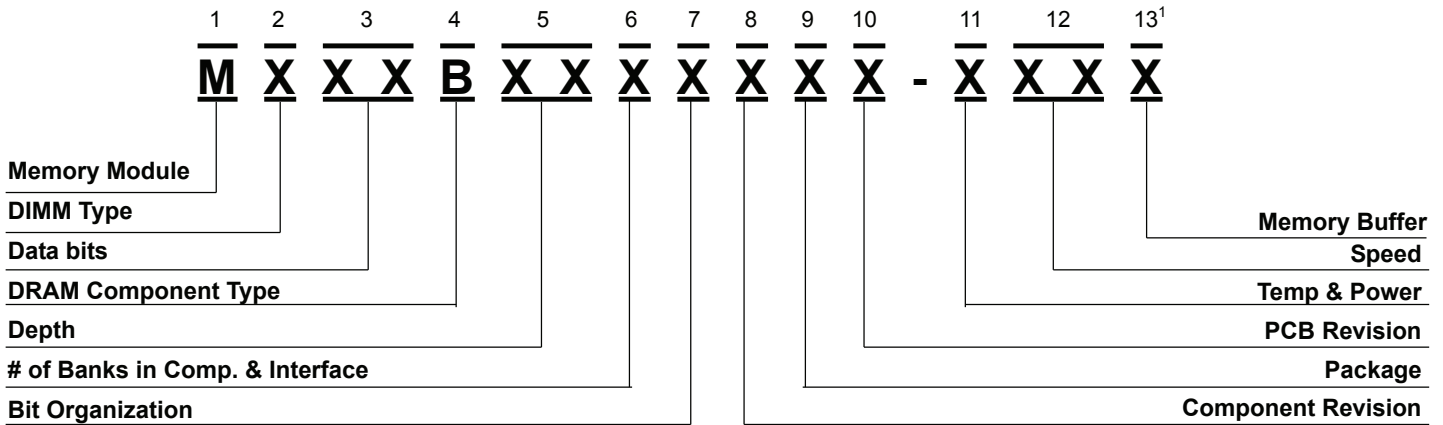 1 2 3 4 5 6 7 8 9 10 11 12 13¹
M X X X B X X X X X X X - X X X X
Memory Module
DIMM Type
Data bits
DRAM Component Type
Depth
# of Banks in Comp. & Interface
Bit Organization
Memory Buffer
Speed
Temp & Power
PCB Revision
Package
Component Revision